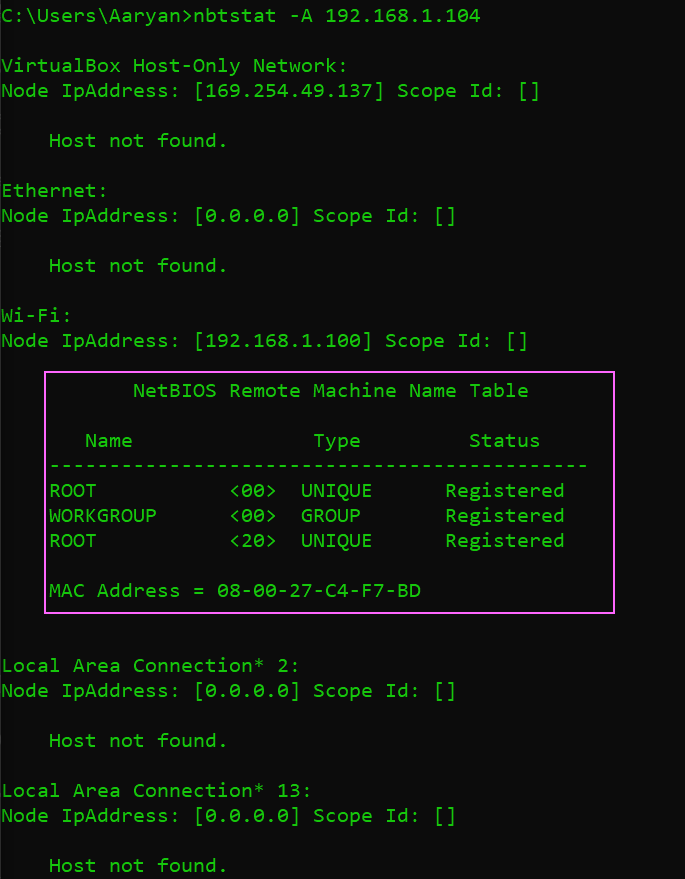 C:\Users\Aaryan>nbtstat -A 192.168.1.104
VirtualBox Host-Only Network:
Node IpAddress: [169.254.49.137] Scope Id: []
Host not found.
Ethernet:
Node IpAddress: [0.0.0.0] Scope Id: []
Host not found.
Wi-Fi:
Node IpAddress: [192.168.1.100] Scope Id: []
NetBIOS Remote Machine Name Table
Name Type Status
---------------------------------------------
ROOT <00> UNIQUE Registered
WORKGROUP <00> GROUP Registered
ROOT <20> UNIQUE Registered
MAC Address = 08-00-27-C4-F7-BD
Local Area Connection* 2:
Node IpAddress: [0.0.0.0] Scope Id: []
Host not found.
Local Area Connection* 13:
Node IpAddress: [0.0.0.0] Scope Id: []
Host not found.